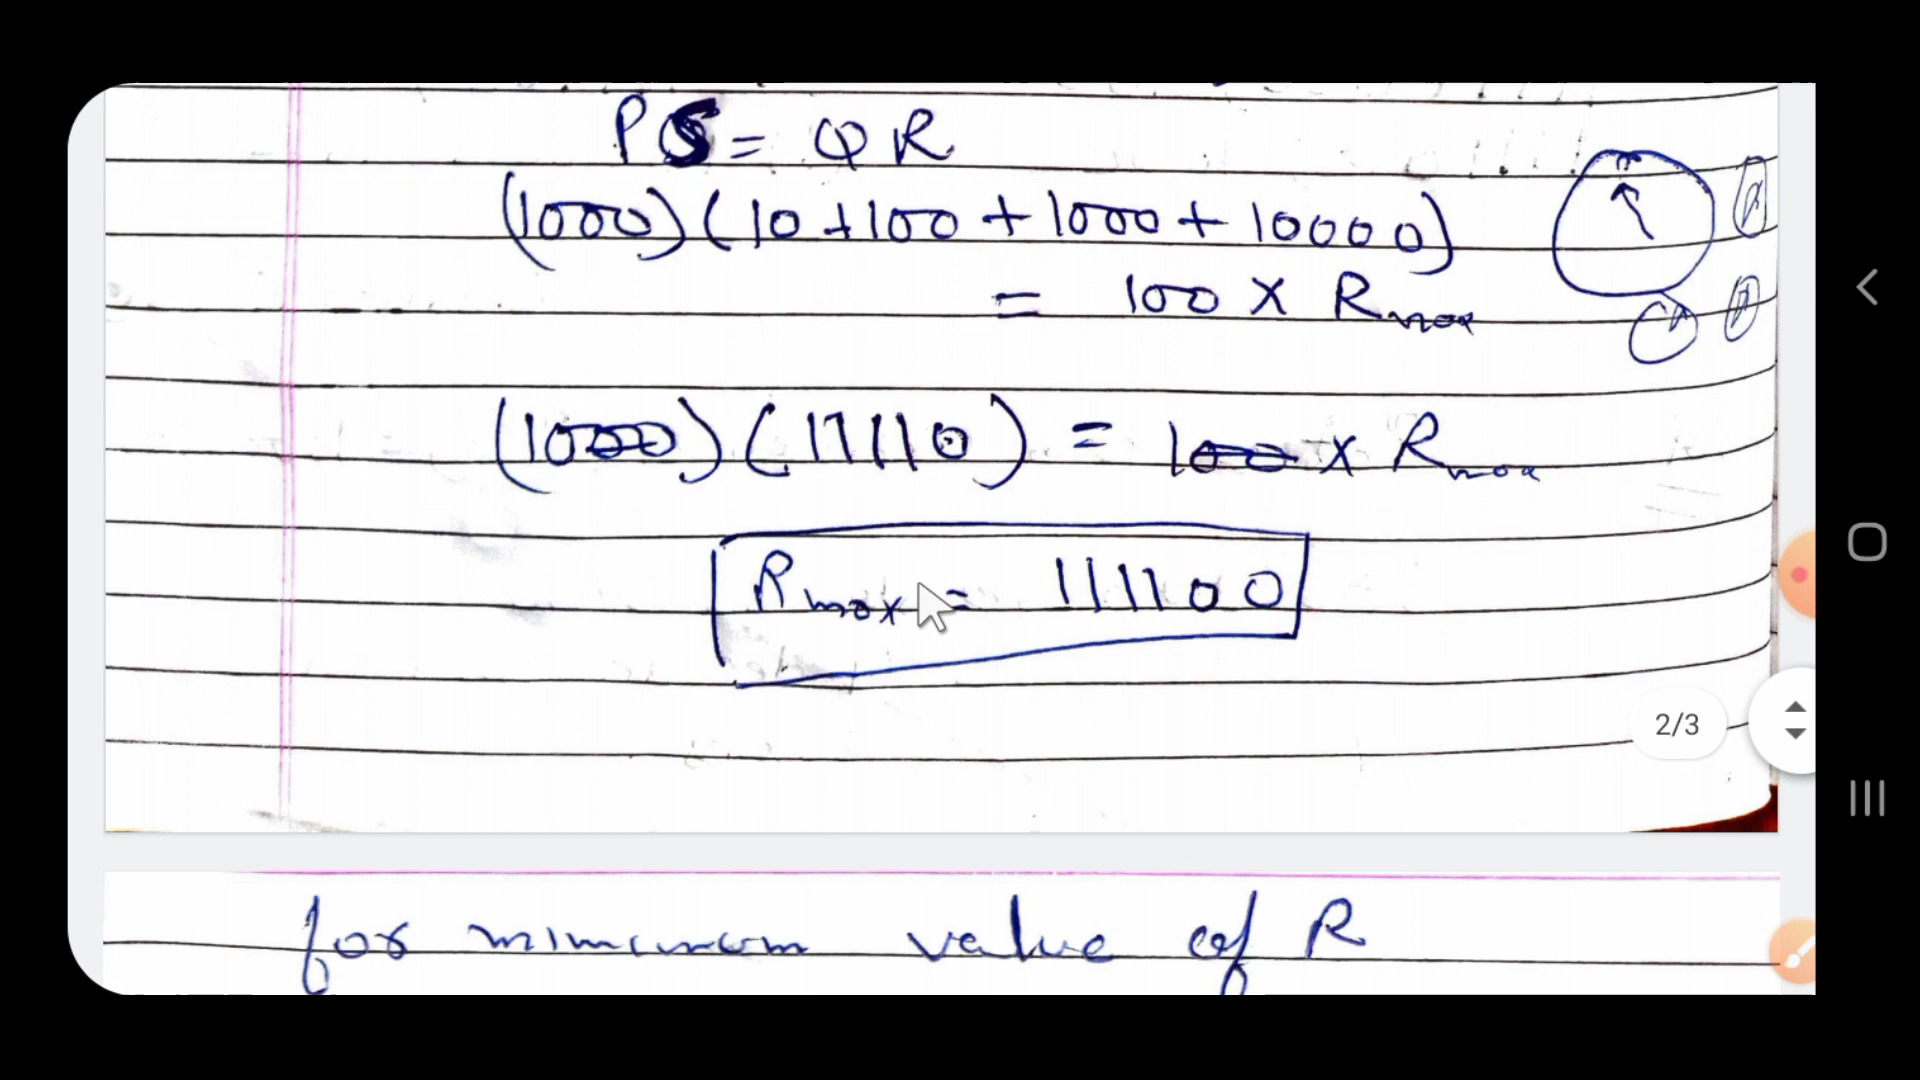 PS = QR
(1000)(10+100+1000+10000)
= 100 X Rmax
(1000)(11110) = 100 x Rmax
Rmax = 111100
2/3
for minimum value of R